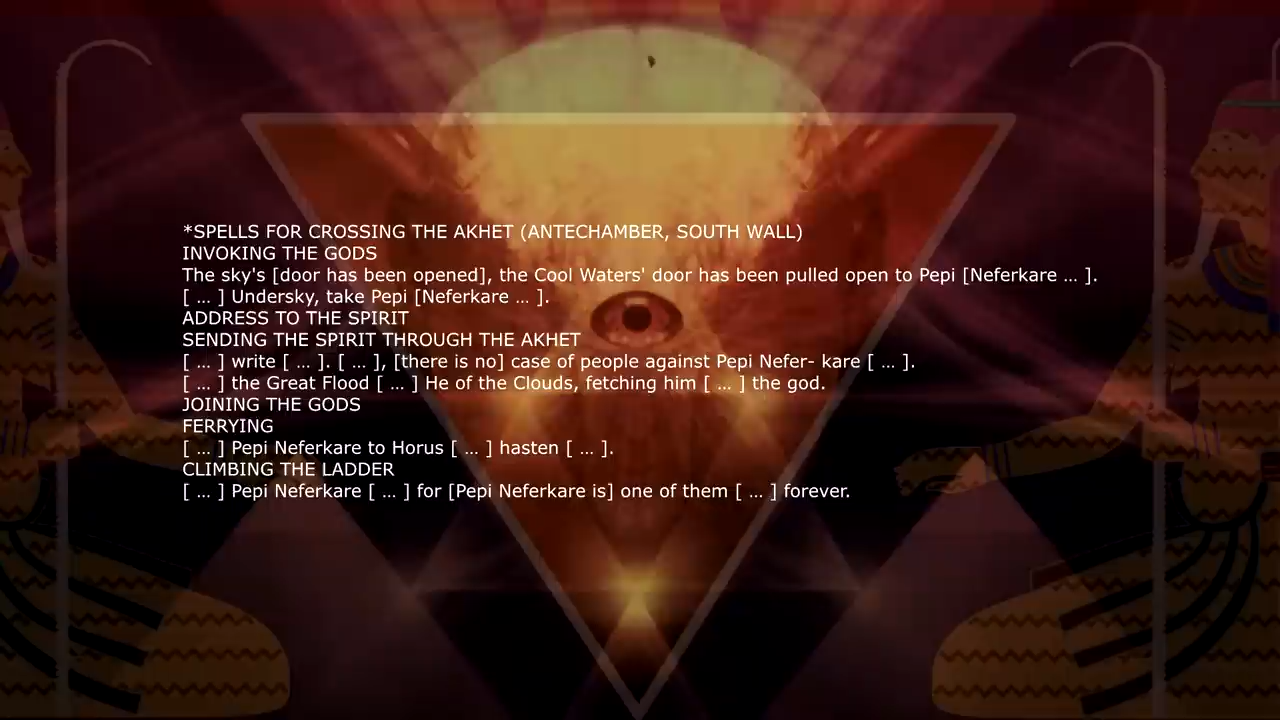 *SPELLS FOR CROSSING THE AKHET (ANTECHAMBER, SOUTH WALL)
INVOKING THE GODS
The sky's [door has been opened], the Cool Waters' door has been pulled open to Pepi [Neferkare … ].
[ … ] Undersky, take Pepi [Neferkare … ].
ADDRESS TO THE SPIRIT
SENDING THE SPIRIT THROUGH THE AKHET
[ … ] write [ … ]. [ … ], [there is no] case of people against Pepi Nefer- kare [ … ].
[ … ] the Great Flood [ … ] He of the Clouds, fetching him [ … ] the god.
JOINING THE GODS
FERRYING
[ … ] Pepi Neferkare to Horus [ … ] hasten [ … ].
CLIMBING THE LADDER
[ … ] Pepi Neferkare [ … ] for [Pepi Neferkare is] one of them [ … ] forever.